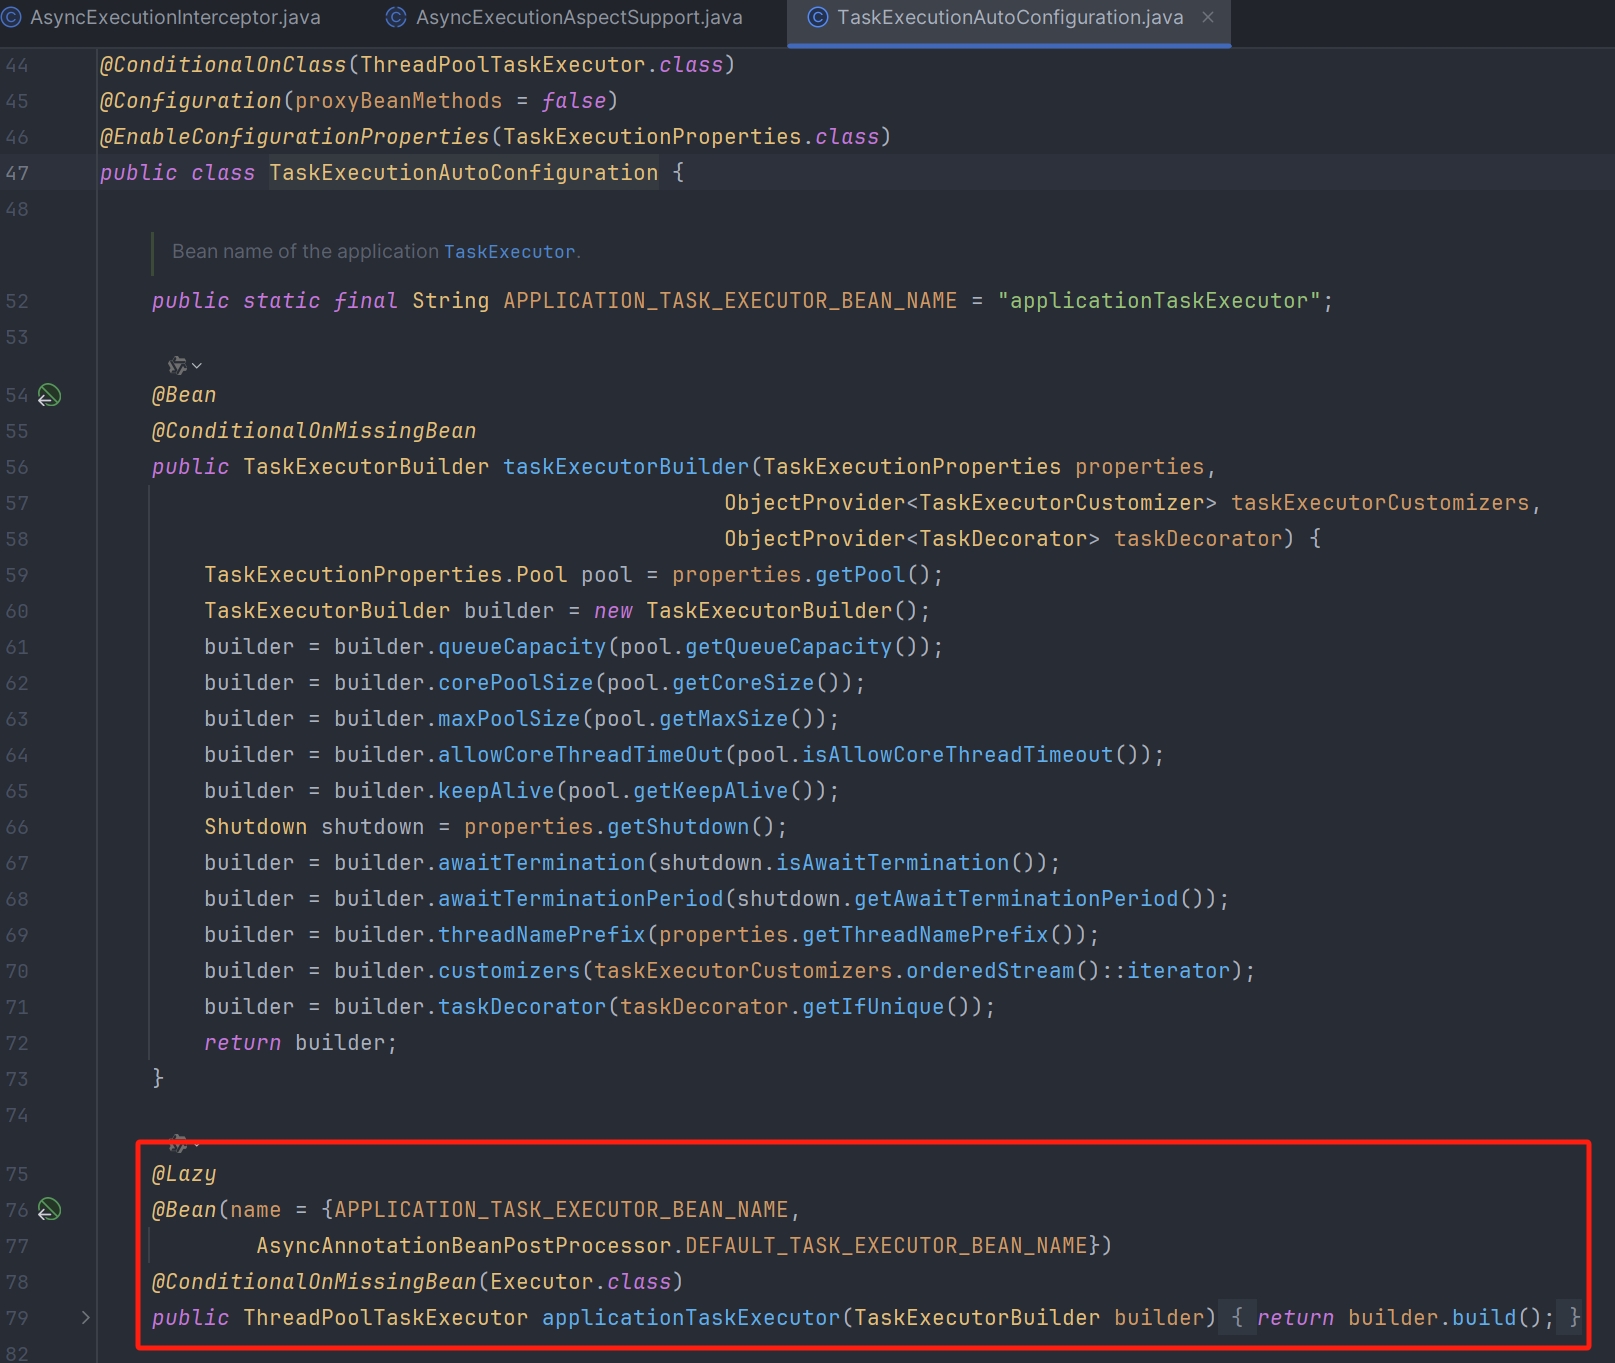 AsyncExecutionInterceptor.java AsyncExecutionAspectSupport.java TaskExecutionAutoConfiguration.java
44 @ConditionalOnClass(ThreadPoolTaskExecutor.class)
45 @Configuration(proxyBeanMethods = false)
46 @EnableConfigurationProperties(TaskExecutionProperties.class)
47 public class TaskExecutionAutoConfiguration {
48
Bean name of the application TaskExecutor.
52 public static final String APPLICATION_TASK_EXECUTOR_BEAN_NAME = "applicationTaskExecutor";
53
54 @Bean
55 @ConditionalOnMissingBean
56 public TaskExecutorBuilder taskExecutorBuilder(TaskExecutionProperties properties,
57 ObjectProvider<TaskExecutorCustomizer> taskExecutorCustomizers,
58 ObjectProvider<TaskDecorator> taskDecorator) {
59 TaskExecutionProperties.Pool pool = properties.getPool();
60 TaskExecutorBuilder builder = new TaskExecutorBuilder();
61 builder = builder.queueCapacity(pool.getQueueCapacity());
62 builder = builder.corePoolSize(pool.getCoreSize());
63 builder = builder.maxPoolSize(pool.getMaxSize());
64 builder = builder.allowCoreThreadTimeOut(pool.isAllowCoreThreadTimeout());
65 builder = builder.keepAlive(pool.getKeepAlive());
66 Shutdown shutdown = properties.getShutdown();
67 builder = builder.awaitTermination(shutdown.isAwaitTermination());
68 builder = builder.awaitTerminationPeriod(shutdown.getAwaitTerminationPeriod());
69 builder = builder.threadNamePrefix(properties.getThreadNamePrefix());
70 builder = builder.customizers(taskExecutorCustomizers.orderedStream()::iterator);
71 builder = builder.taskDecorator(taskDecorator.getIfUnique());
72 return builder;
73 }
74
75 @Lazy
76 @Bean(name = {APPLICATION_TASK_EXECUTOR_BEAN_NAME,
77 AsyncAnnotationBeanPostProcessor.DEFAULT_TASK_EXECUTOR_BEAN_NAME})
78 @ConditionalOnMissingBean(Executor.class)
79 public ThreadPoolTaskExecutor applicationTaskExecutor(TaskExecutorBuilder builder) { return builder.build(); }
82